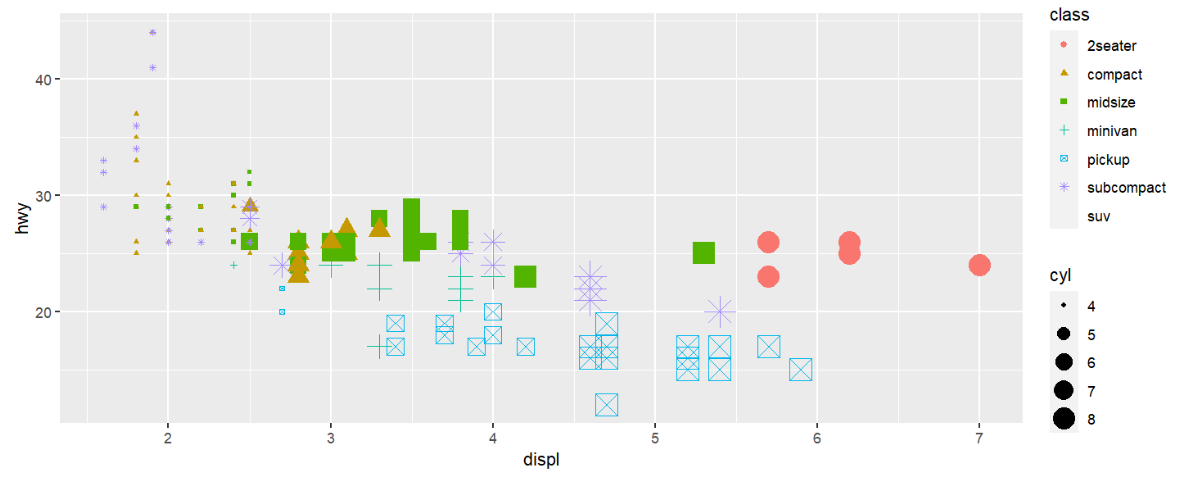 class
2seater
compact
midsize
minivan
pickup
subcompact
suv
cyl
4
5
6
7
8
hwy
40
30
20
2 3 4 5 6 7
displ